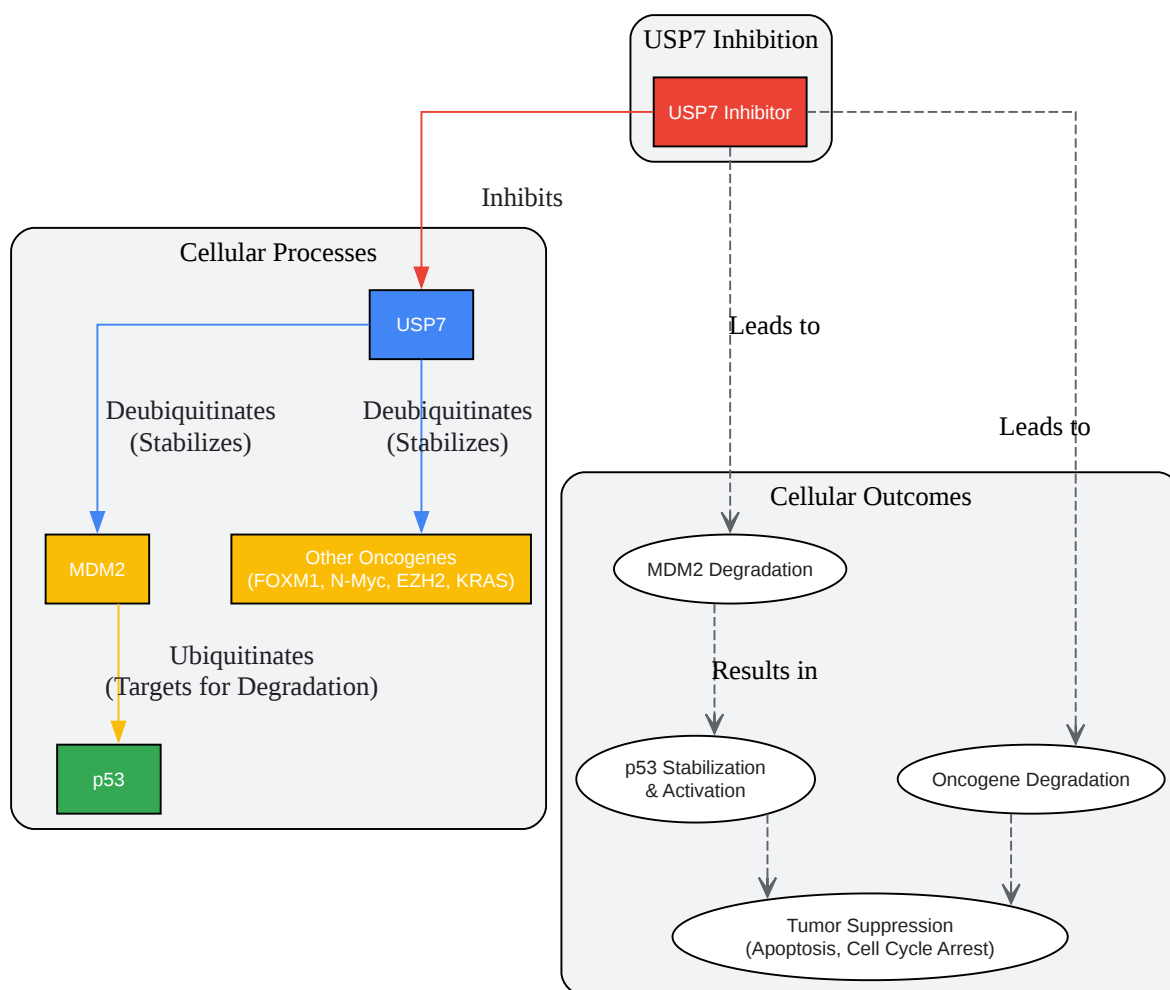 USP7 Inhibition
USP7 Inhibitor
Inhibits
Cellular Processes
USP7
Leads to
Deubiquitinates
(Stabilizes)
Deubiquitinates
(Stabilizes)
Leads to
Cellular Outcomes
MDM2
Other Oncogenes
(FOXM1, N-Myc, EZH2, KRAS)
MDM2 Degradation
Ubiquitinates
(Targets for Degradation)
Results in
p53
p53 Stabilization
& Activation
Oncogene Degradation
Tumor Suppression
(Apoptosis, Cell Cycle Arrest)